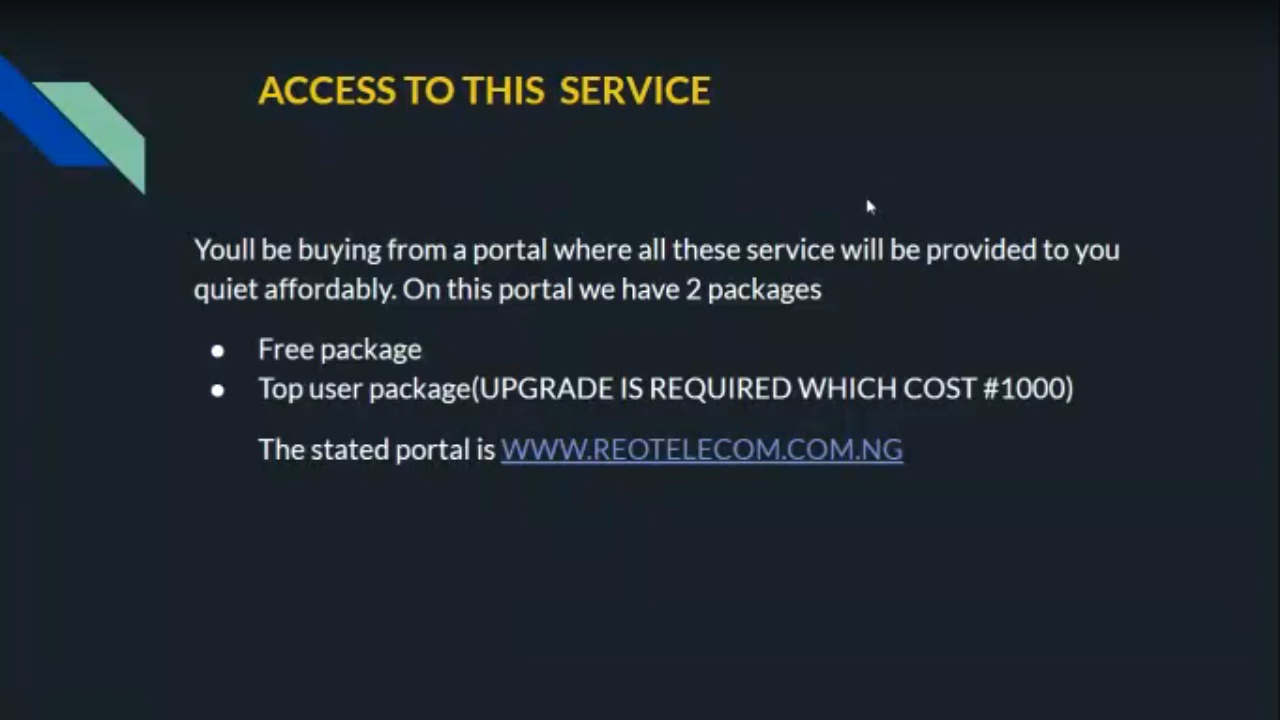 ACCESS TO THIS SERVICE
Youll be buying from a portal where all these service will be provided to you
quiet affordably. On this portal we have 2 packages
● Free package
● Top user package(UPGRADE IS REQUIRED WHICH COST #1000)
The stated portal is WWW.REOTELECOM.COM.NG